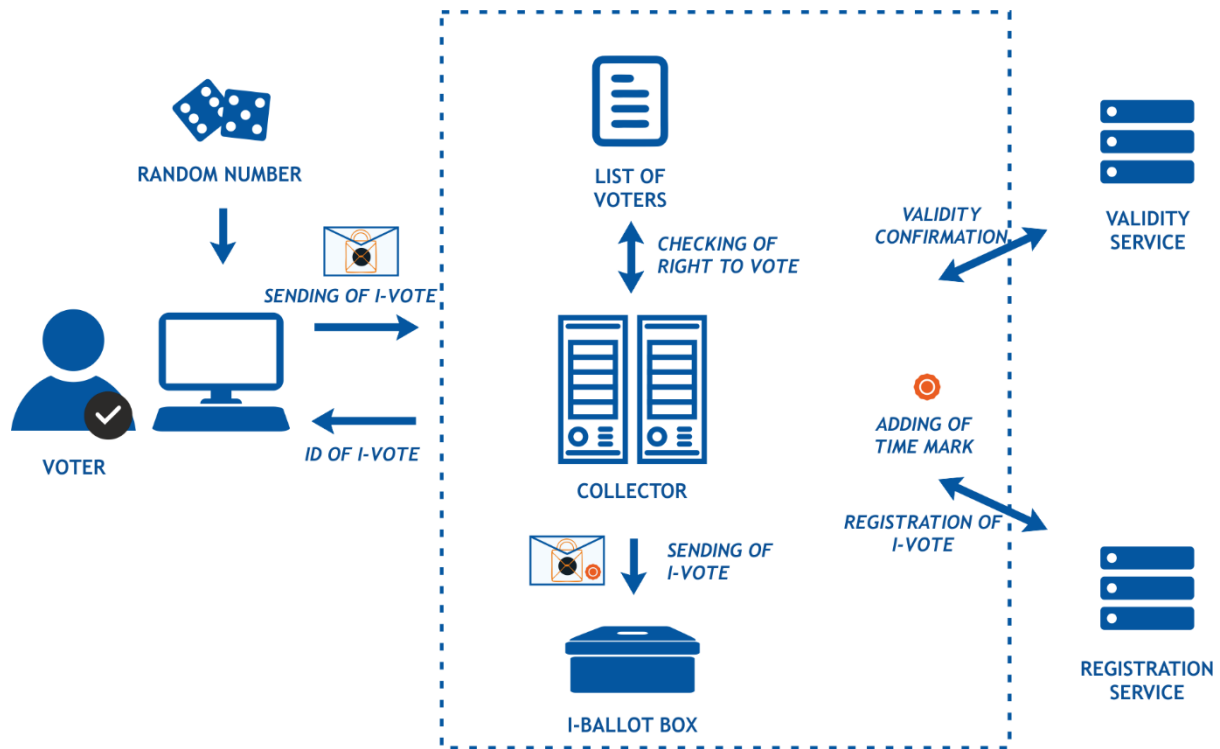 RANDOM NUMBER
SENDING OF I-VOTE
VOTER
ID OF I-VOTE
LIST OF
VOTERS
CHECKING OF
RIGHT TO VOTE
COLLECTOR
SENDING OF
I-VOTE
I-BALLOT BOX
VALIDITY
CONFIRMATION
ADDING OF
TIME MARK
REGISTRATION OF
I-VOTE
VALIDITY
SERVICE
REGISTRATION
SERVICE